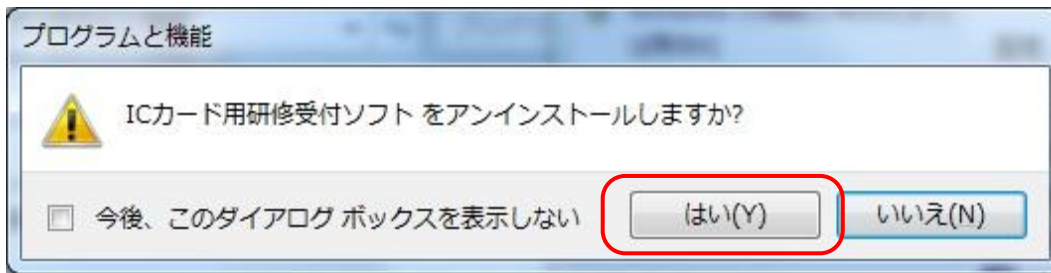 プログラムと機能
ICカード用研修受付ソフト をアンインストールしますか?
今後、このダイアログ ボックスを表示しない はい(Y) いいえ(N)